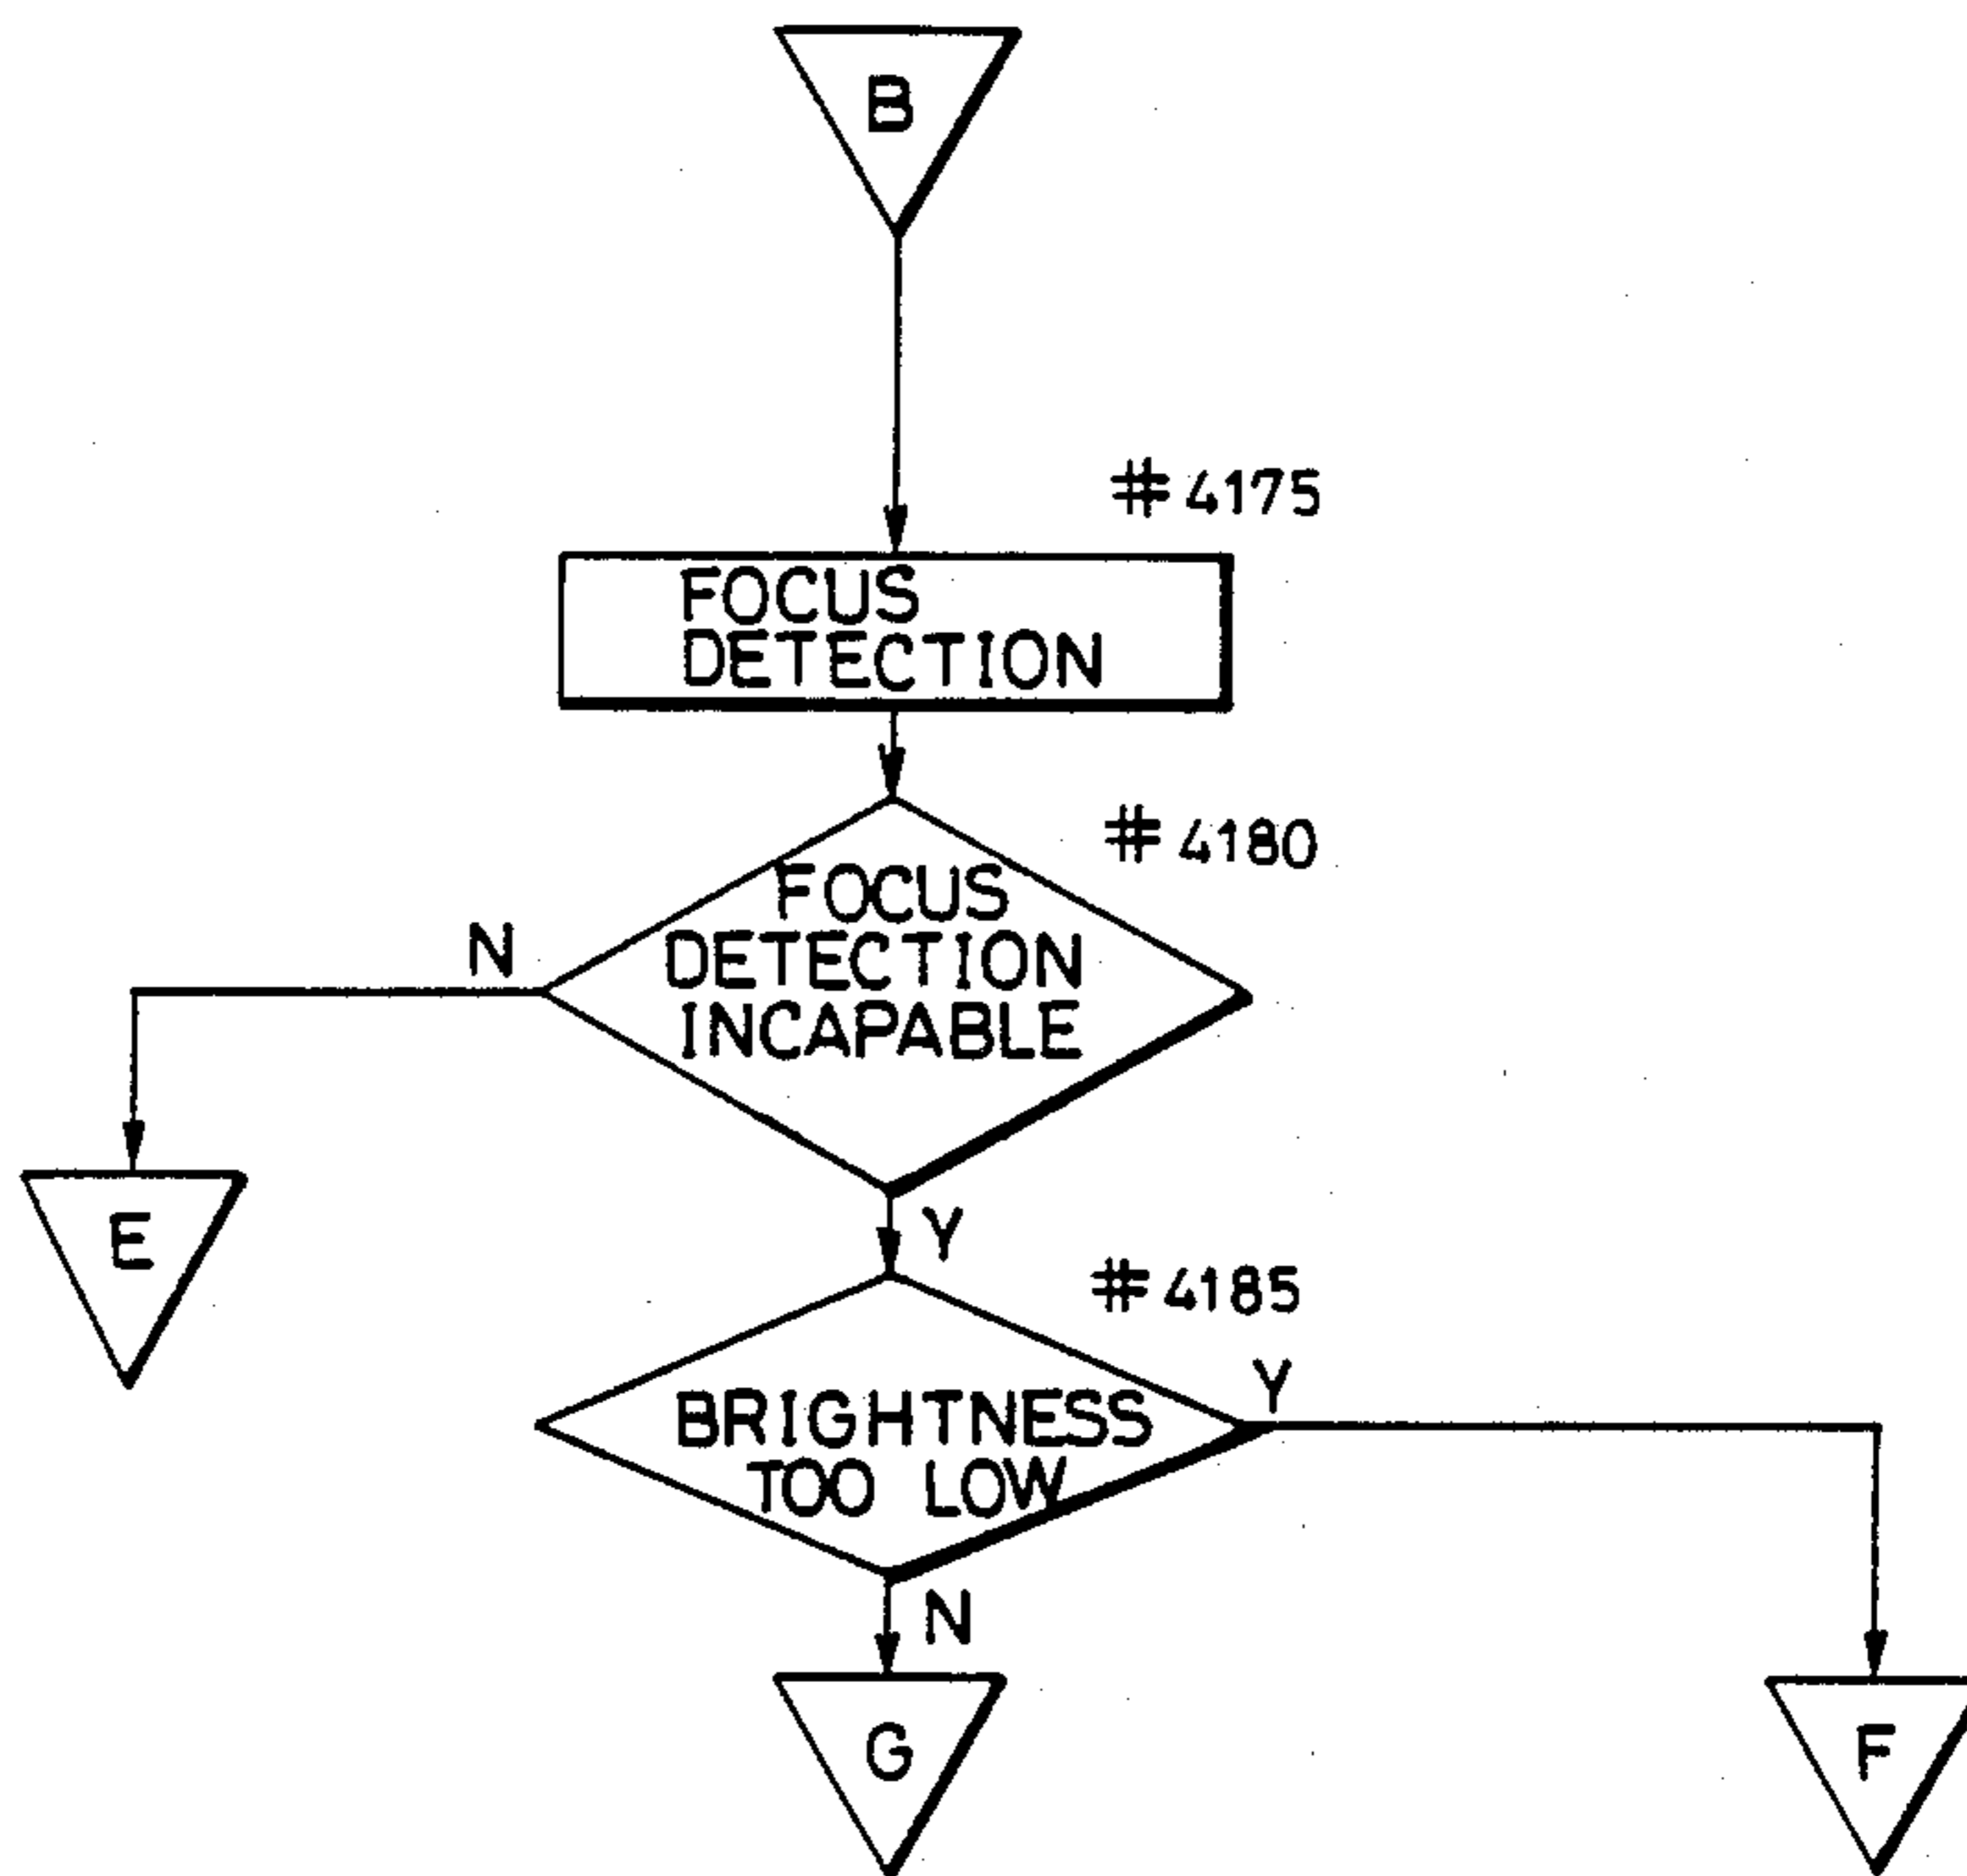 B
# 4175
FOCUS
DETECTION
# 4180
FOCUS
DETECTION
INCAPABLE
N
E
Y
# 4185
BRIGHTNESS
TOO LOW
Y
N
G
F